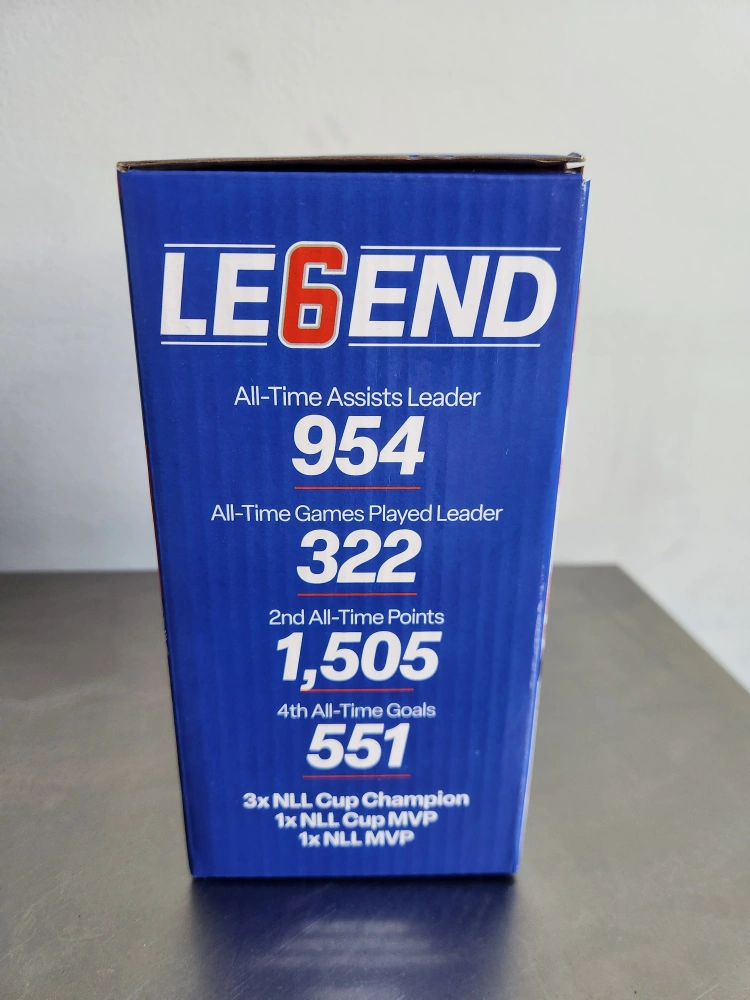 LE6END
All-Time Assists Leader
954
All-Time Games Played Leader
322
2nd All-Time Points
1,505
4th All-Time Goals
551
3x NLL Cup Champion
1x NLL Cup MVP
1x NLL MVP